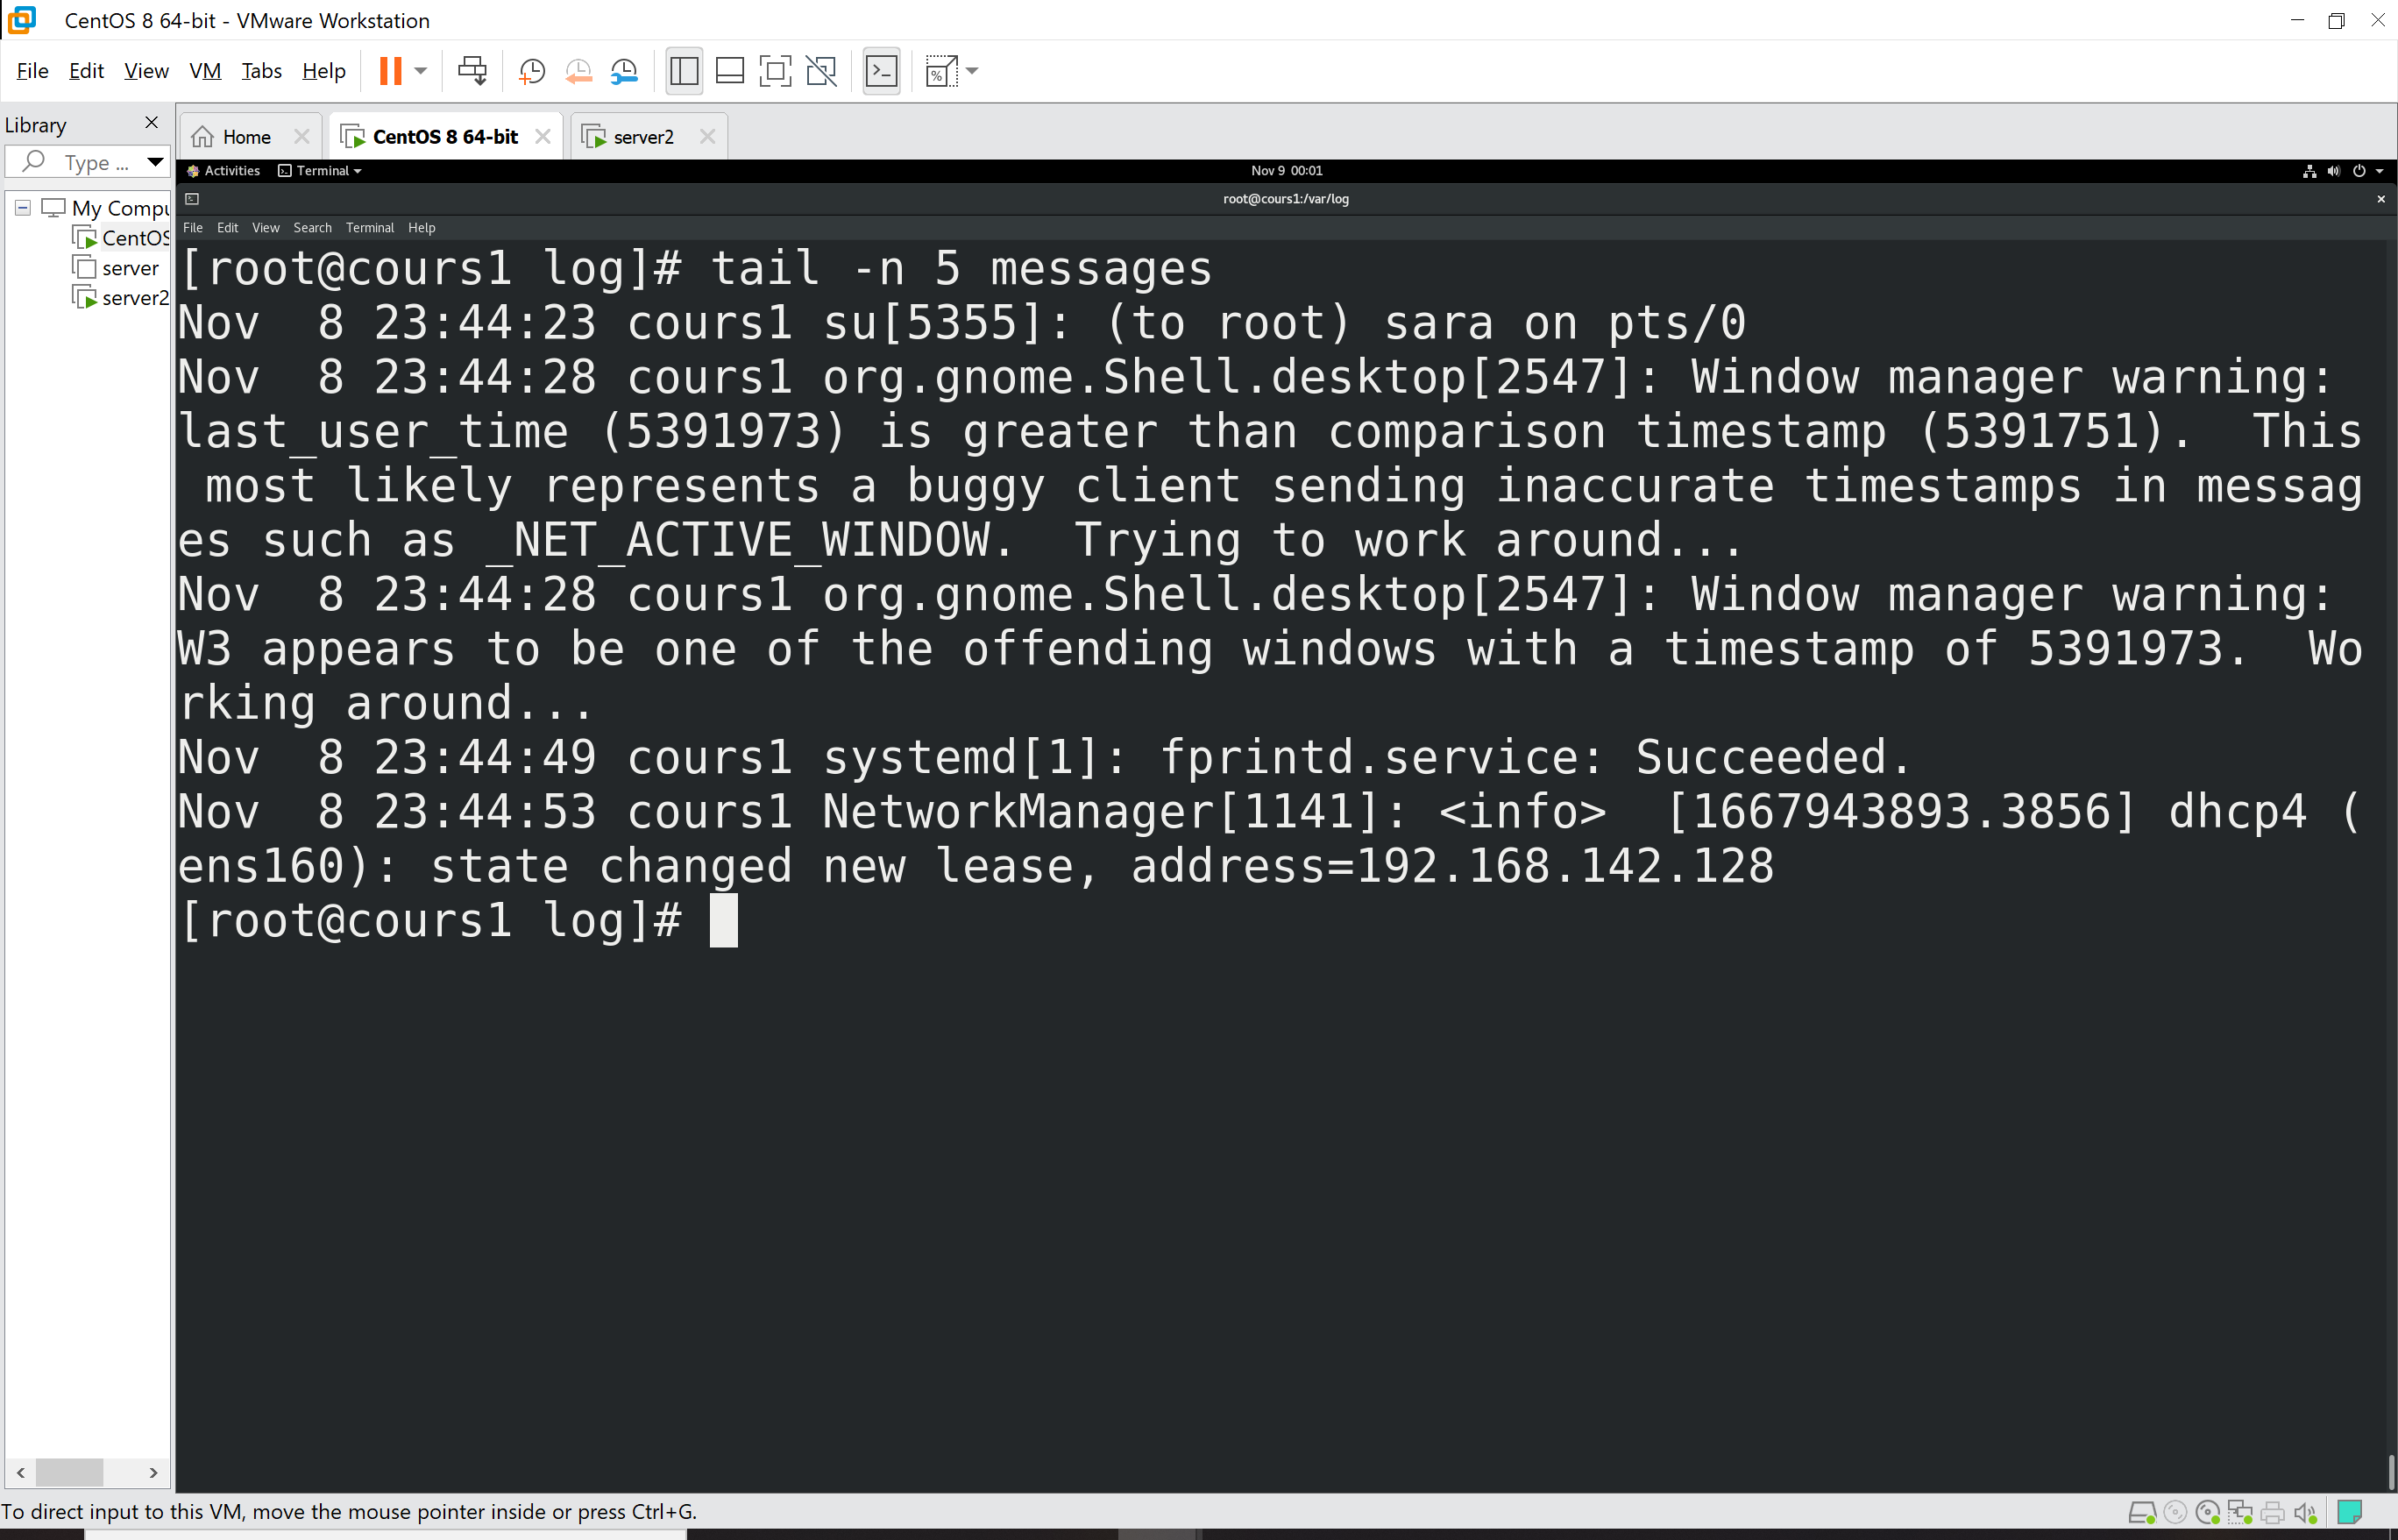 CentOS 8 64-bit - VMware Workstation
File Edit View VM Tabs Help
Library
Type ...
My Compu
CentOS
server
server2
Home
CentOS 8 64-bit
server2
Activities Terminal Nov 9 00:01
root@cours1:/var/log
File Edit View Search Terminal Help
[root@cours1 log]# tail -n 5 messages
Nov  8 23:44:23 cours1 su[5355]: (to root) sara on pts/0
Nov  8 23:44:28 cours1 org.gnome.Shell.desktop[2547]: Window manager warning:
last_user_time (5391973) is greater than comparison timestamp (5391751).  This
 most likely represents a buggy client sending inaccurate timestamps in messag
es such as _NET_ACTIVE_WINDOW.  Trying to work around...
Nov  8 23:44:28 cours1 org.gnome.Shell.desktop[2547]: Window manager warning:
W3 appears to be one of the offending windows with a timestamp of 5391973.  Wo
rking around...
Nov  8 23:44:49 cours1 systemd[1]: fprintd.service: Succeeded.
Nov  8 23:44:53 cours1 NetworkManager[1141]: <info>  [1667943893.3856] dhcp4 (
ens160): state changed new lease, address=192.168.142.128
[root@cours1 log]#
To direct input to this VM, move the mouse pointer inside or press Ctrl+G.